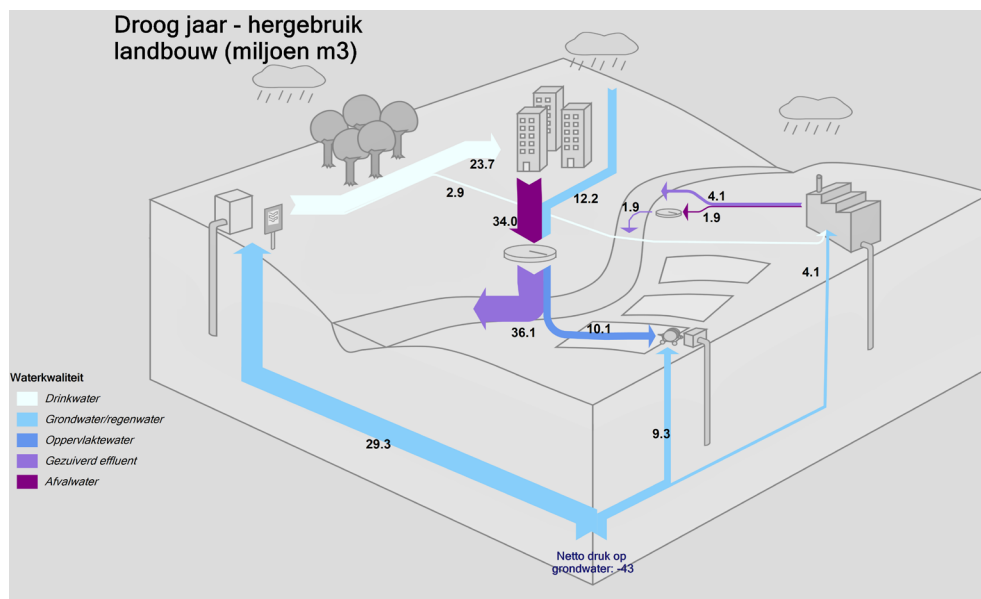 Droog jaar - hergebruik
landbouw (miljoen m3)
23.7
2.9
12.2
34.0
4.1
1.9
1.9
4.1
36.1
10.1
9.3
29.3
Waterkwaliteit
Drinkwater
Grondwater/regenwater
Oppervlaktewater
Gezuiverd effluent
Afvalwater
Netto druk op
grondwater: -43